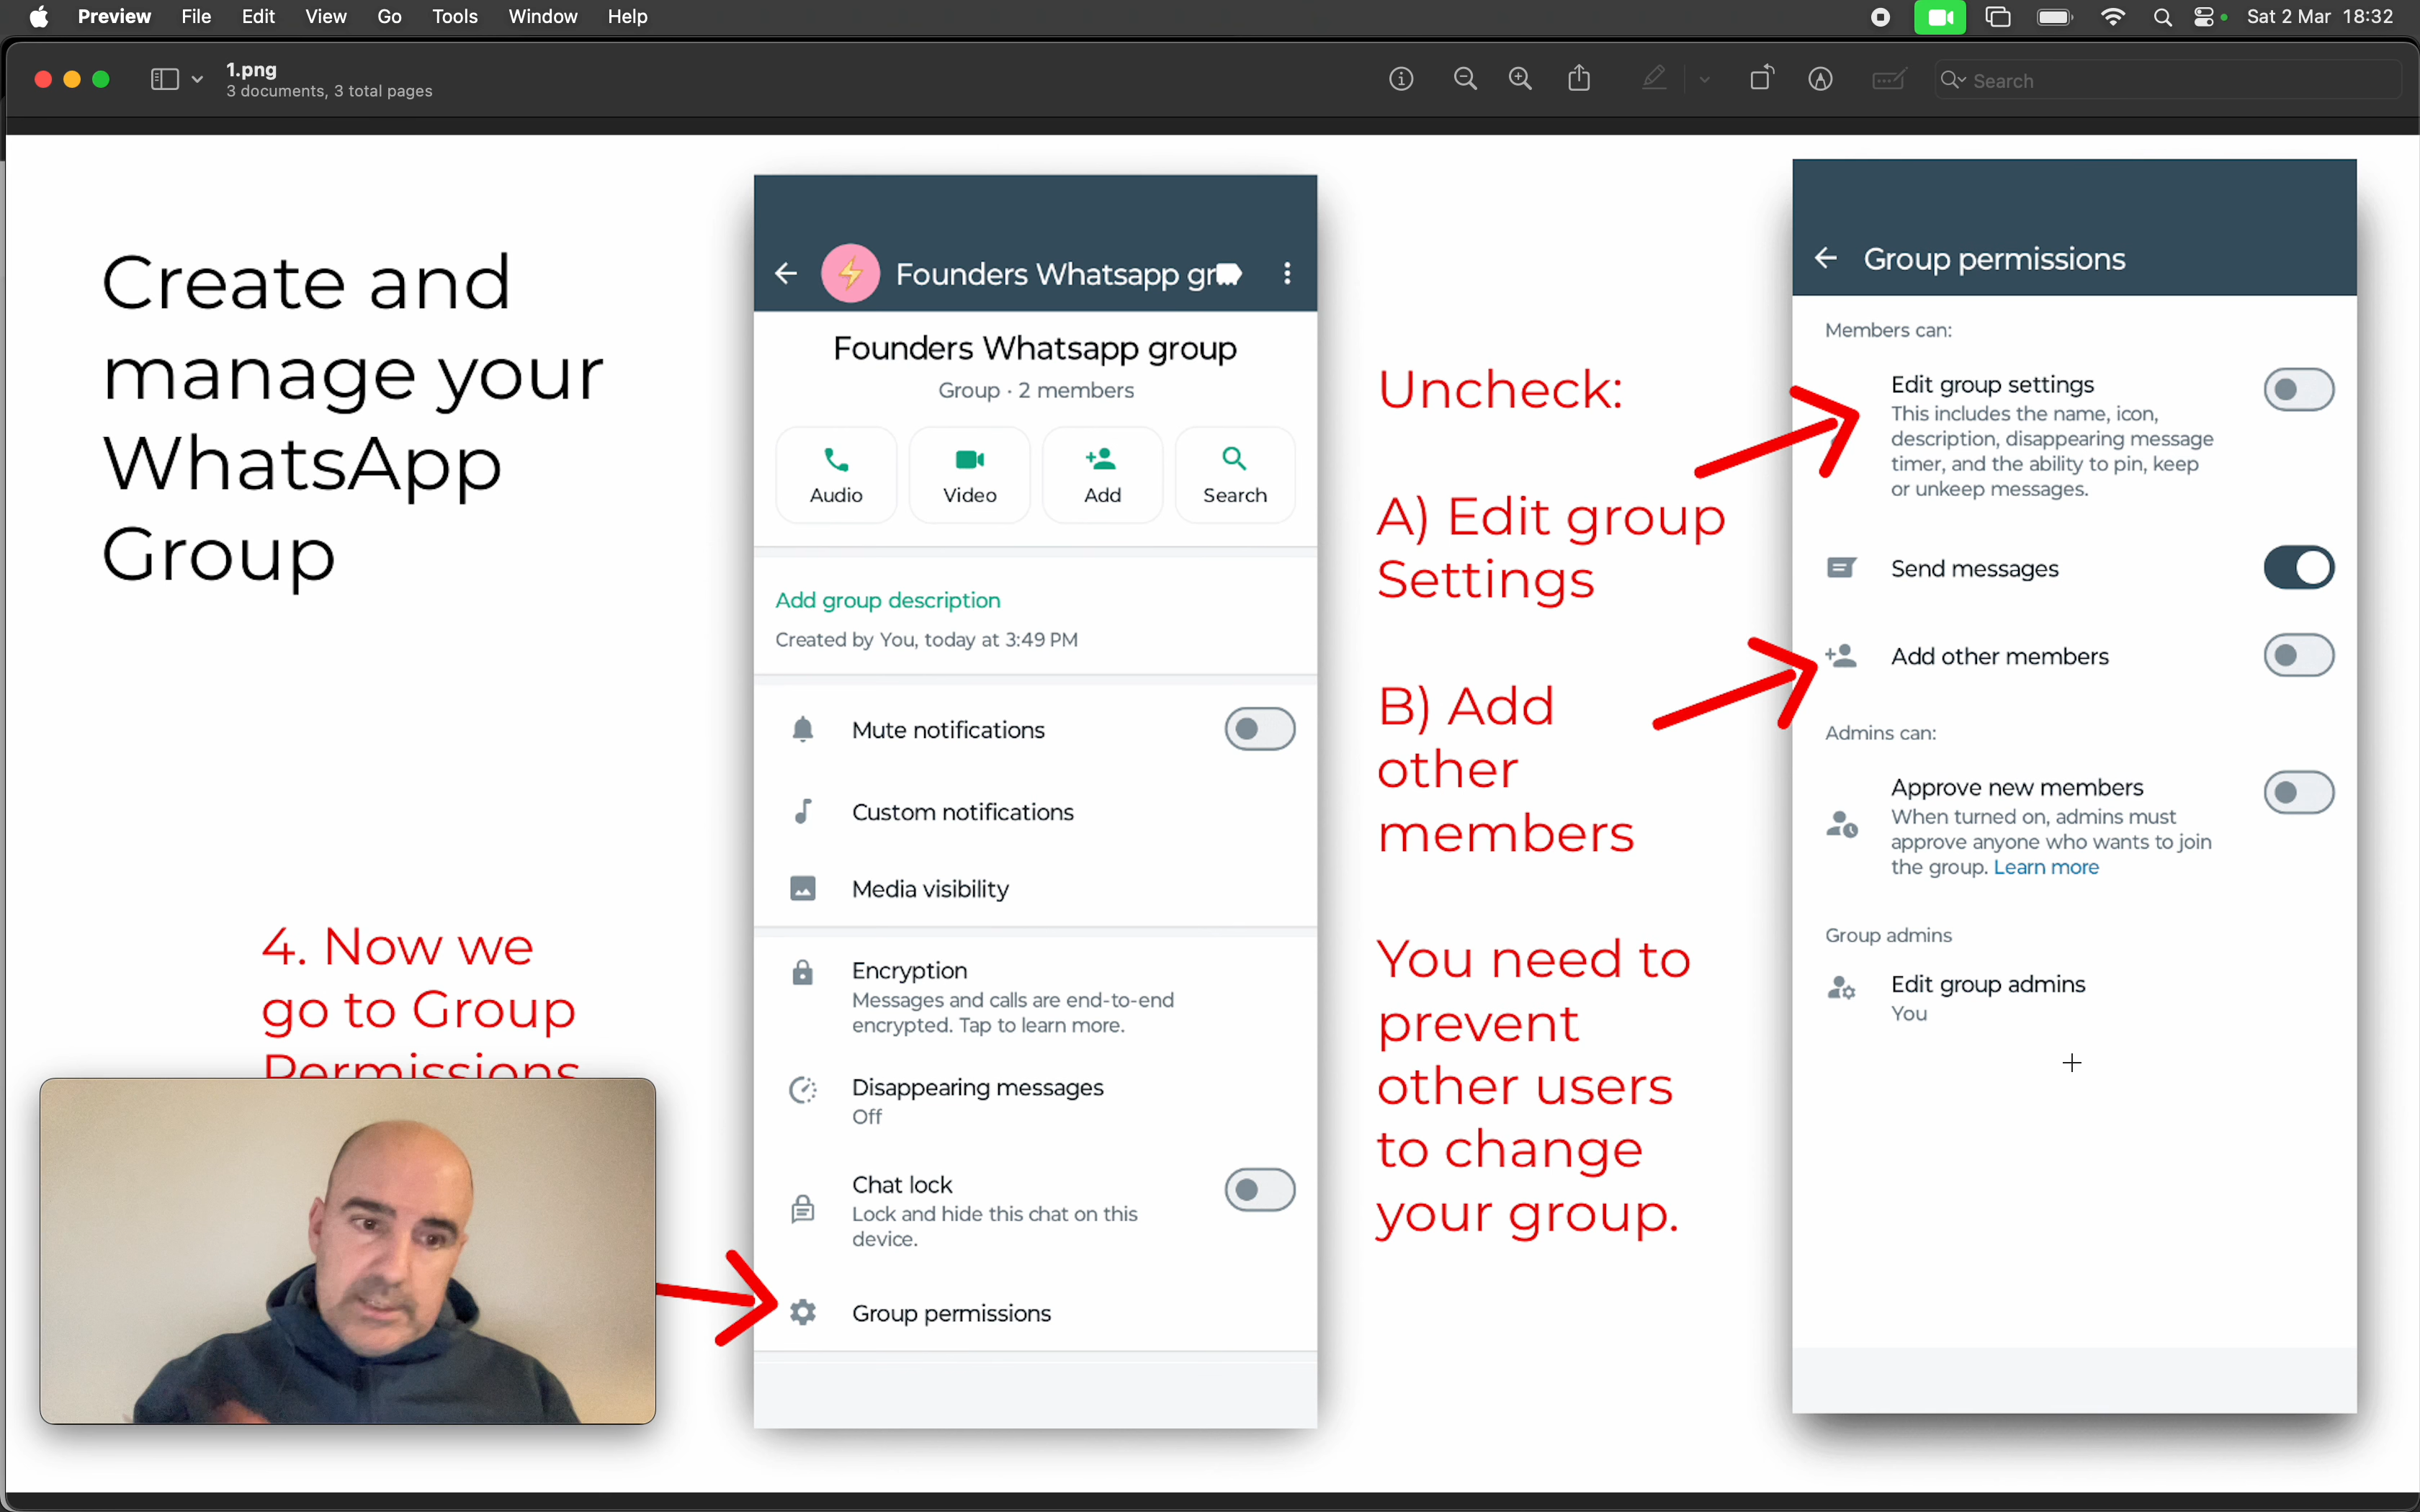 Preview File Edit View Go Tools Window Help
Sat 2 Mar 18:32
1.png
3 documents, 3 total pages
Search
Create and
manage your
WhatsApp
Group
4. Now we
go to Group
Permissions
Founders Whatsapp gr
Founders Whatsapp group
Group · 2 members
Audio Video Add Search
Add group description
Created by You, today at 3:49 PM
Mute notifications
Custom notifications
Media visibility
Encryption
Messages and calls are end-to-end
encrypted. Tap to learn more.
Disappearing messages
Off
Chat lock
Lock and hide this chat on this
device.
Group permissions
Uncheck:
A) Edit group
Settings
B) Add
other
members
You need to
prevent
other users
to change
your group.
Group permissions
Members can:
Edit group settings
This includes the name, icon,
description, disappearing message
timer, and the ability to pin, keep
or unkeep messages.
Send messages
Add other members
Admins can:
Approve new members
When turned on, admins must
approve anyone who wants to join
the group. Learn more
Group admins
Edit group admins
You